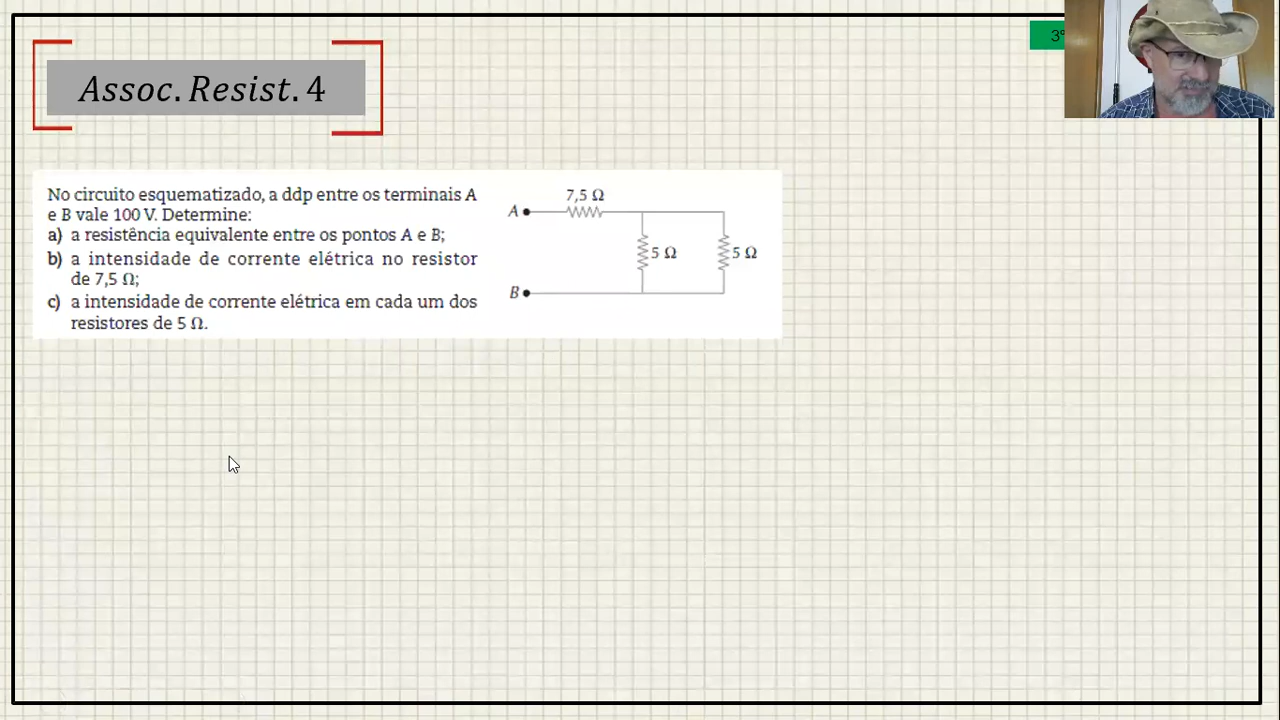 Assoc. Resist. 4
3º
No circuito esquematizado, a ddp entre os terminais A
e B vale 100 V. Determine:
a) a resistência equivalente entre os pontos A e B;
b) a intensidade de corrente elétrica no resistor
de 7,5 Ω;
c) a intensidade de corrente elétrica em cada um dos
resistores de 5 Ω.
7,5 Ω
A
5 Ω
5 Ω
B